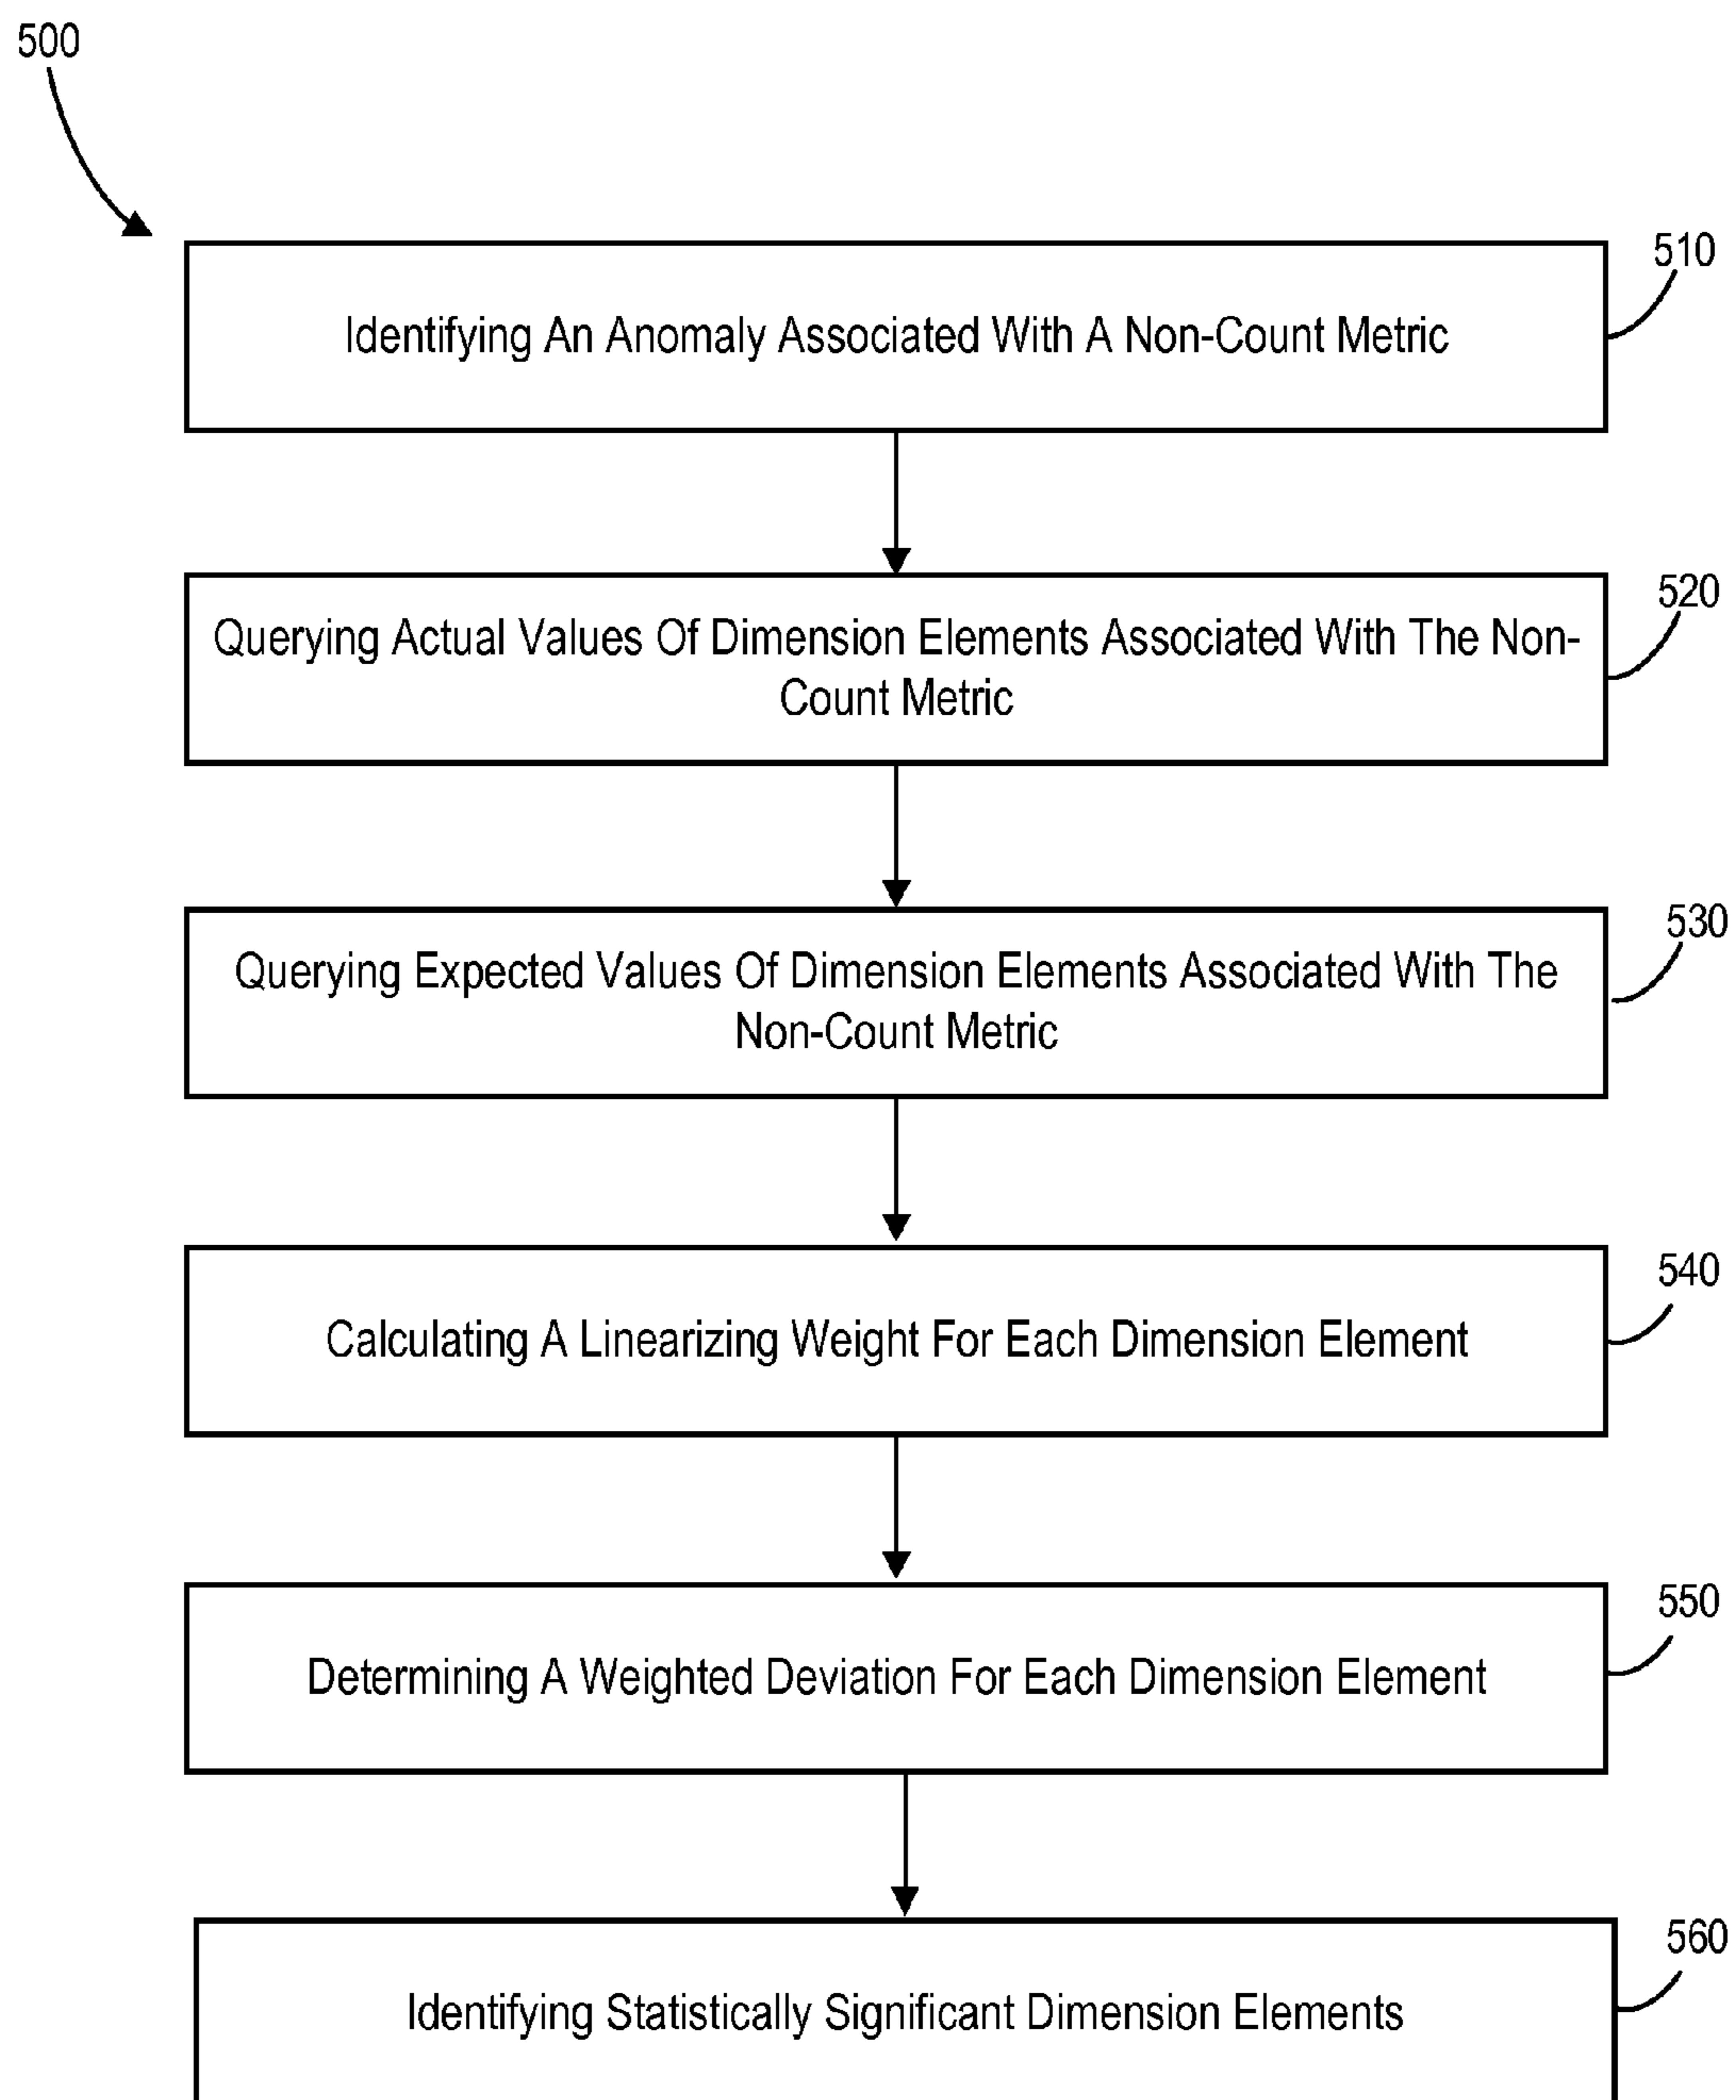 500
510
Identifying An Anomaly Associated With A Non-Count Metric
520
Querying Actual Values Of Dimension Elements Associated With The Non-
Count Metric
530
Querying Expected Values Of Dimension Elements Associated With The
Non-Count Metric
540
Calculating A Linearizing Weight For Each Dimension Element
550
Determining A Weighted Deviation For Each Dimension Element
560
Identifying Statistically Significant Dimension Elements